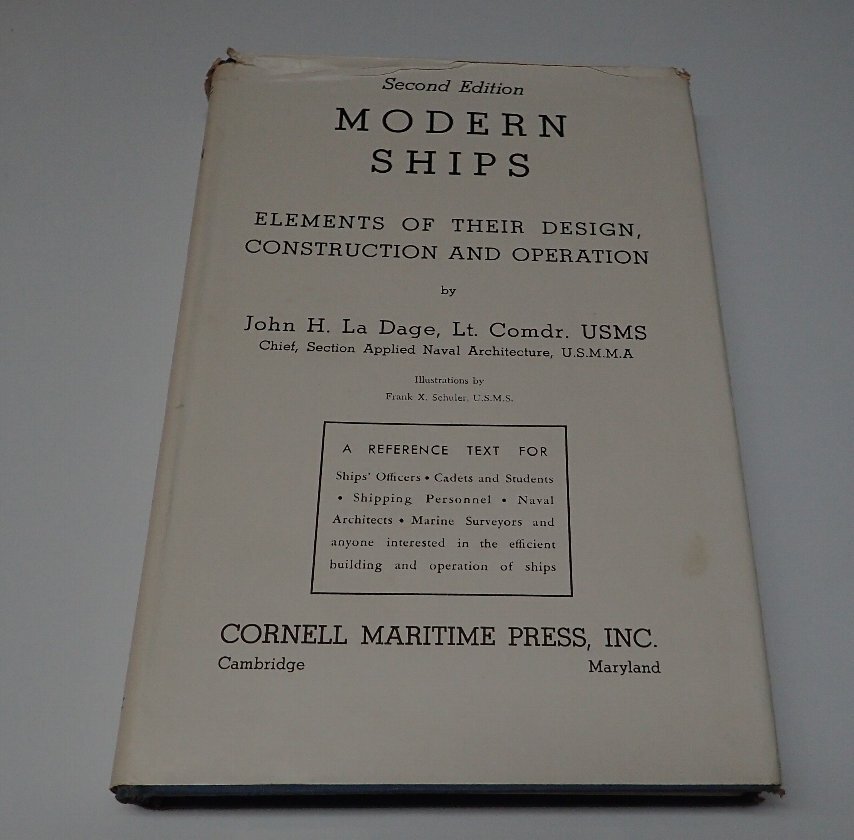 Second Edition
MODERN
SHIPS
ELEMENTS OF THEIR DESIGN,
CONSTRUCTION AND OPERATION
by
John H. La Dage, Lt. Comdr. USMS
Chief, Section Applied Naval Architecture, U.S.M.M.A
Illustrations by
Frank X. Schuler, U.S.M.S.
A REFERENCE TEXT FOR
Ships' Officers • Cadets and Students
• Shipping Personnel • Naval
Architects • Marine Surveyors and
anyone interested in the efficient
building and operation of ships
CORNELL MARITIME PRESS, INC.
Cambridge Maryland